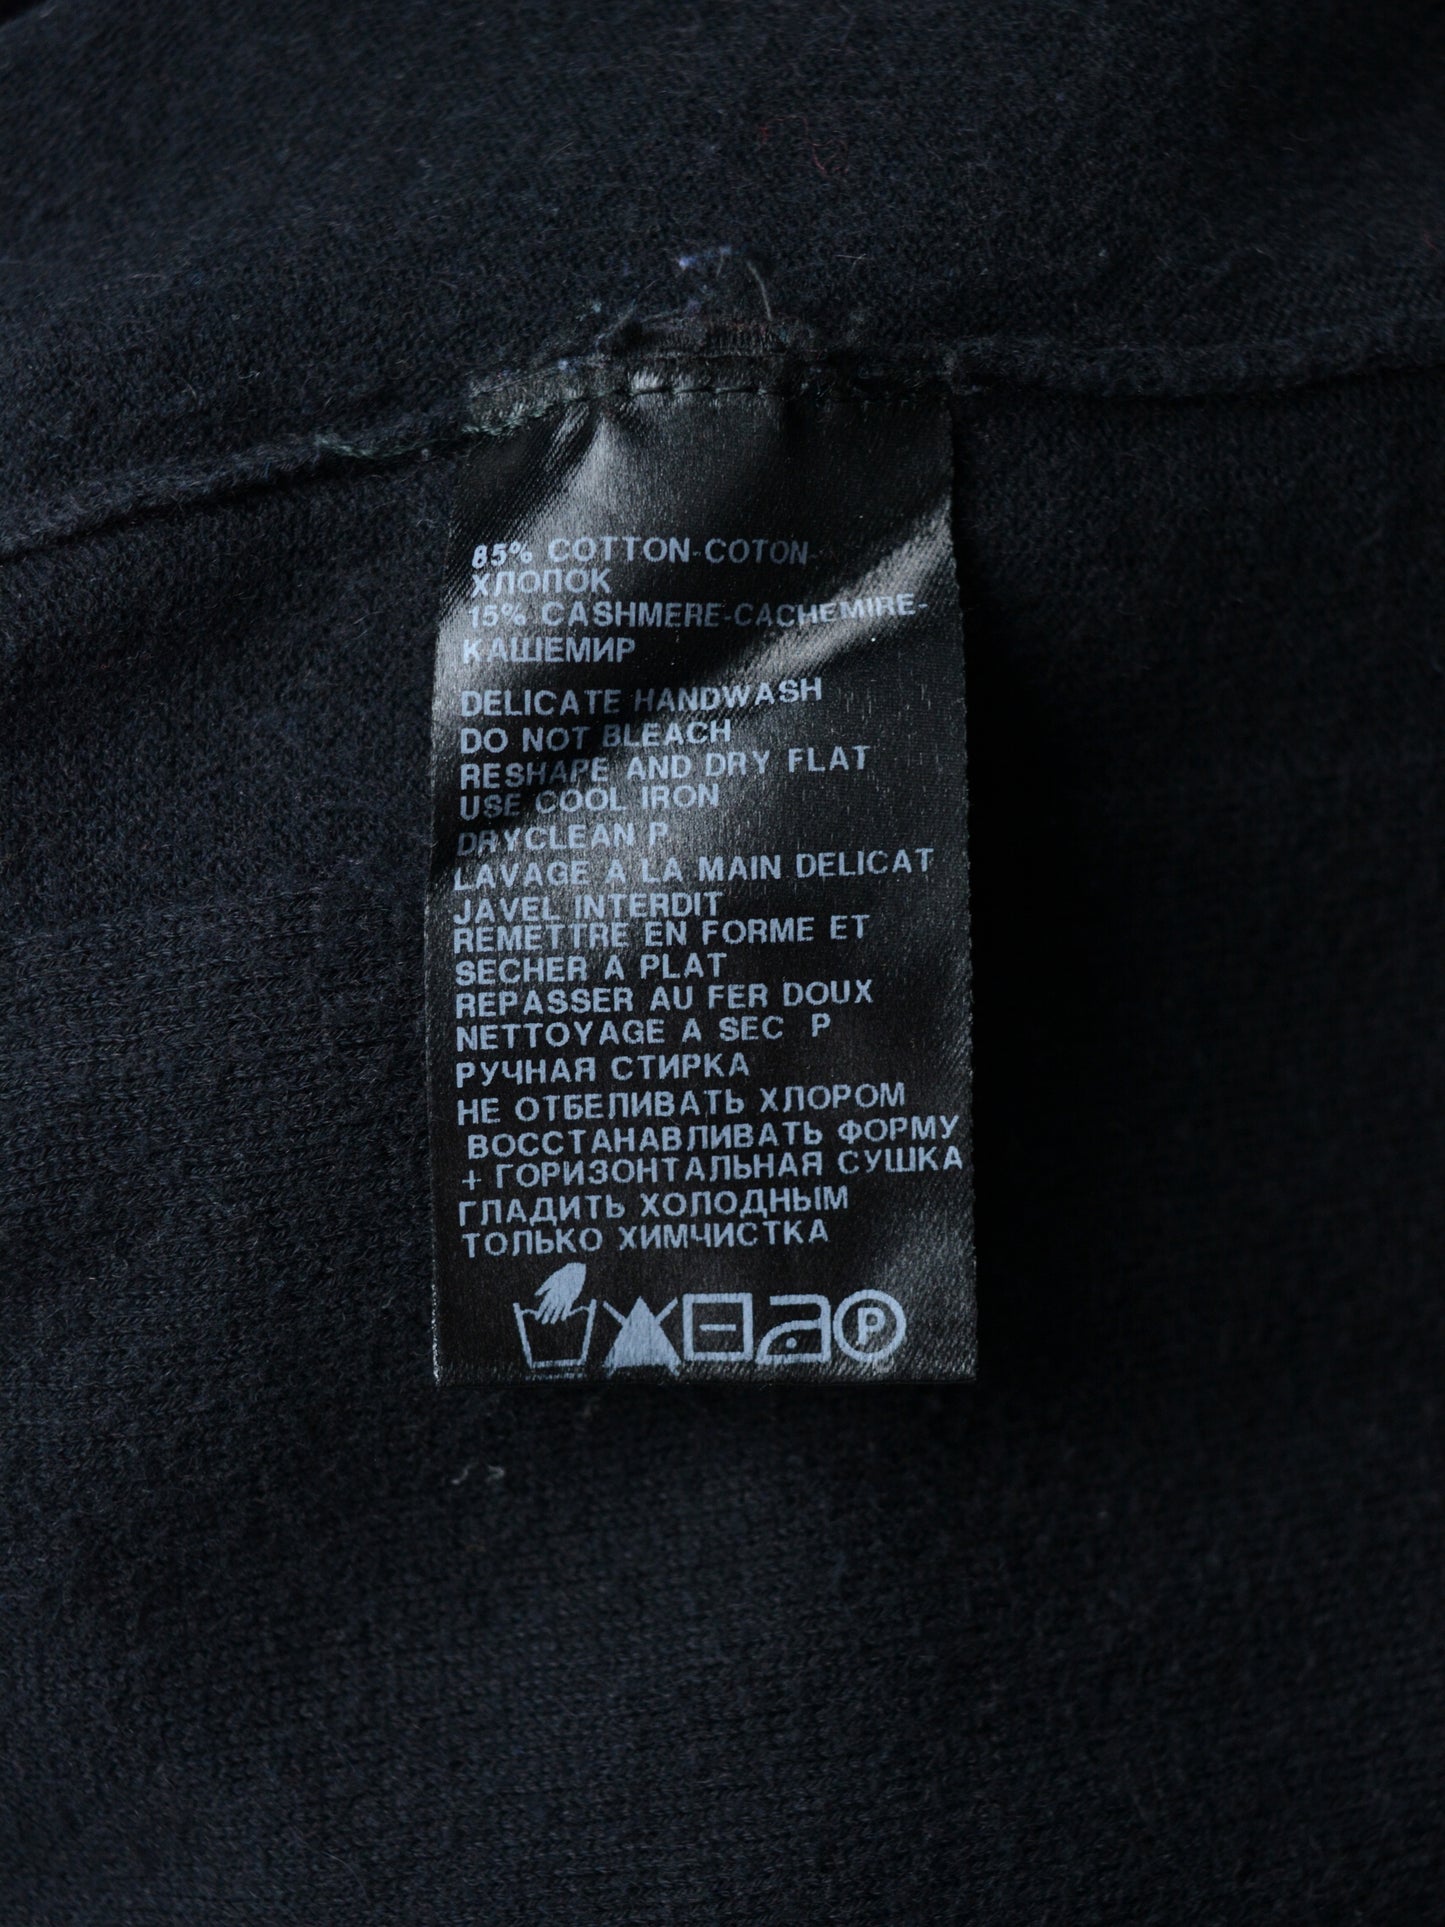 85% COTTON-COTON-
ХЛОПОК
15% CASHMERE-CACHEMIRE-
КАШЕМИР
DELICATE HANDWASH
DO NOT BLEACH
RESHAPE AND DRY FLAT
USE COOL IRON
DRYCLEAN P
LAVAGE A LA MAIN DELICAT
JAVEL INTERDIT
REMETTRE EN FORME ET
SECHER A PLAT
REPASSER AU FER DOUX
NETTOYAGE A SEC P
РУЧНАЯ СТИРКА
НЕ ОТБЕЛИВАТЬ ХЛОРОМ
ВОССТАНАВЛИВАТЬ ФОРМУ
+ ГОРИЗОНТАЛЬНАЯ СУШКА
ГЛАДИТЬ ХОЛОДНЫМ
ТОЛЬКО ХИМЧИСТКА
P